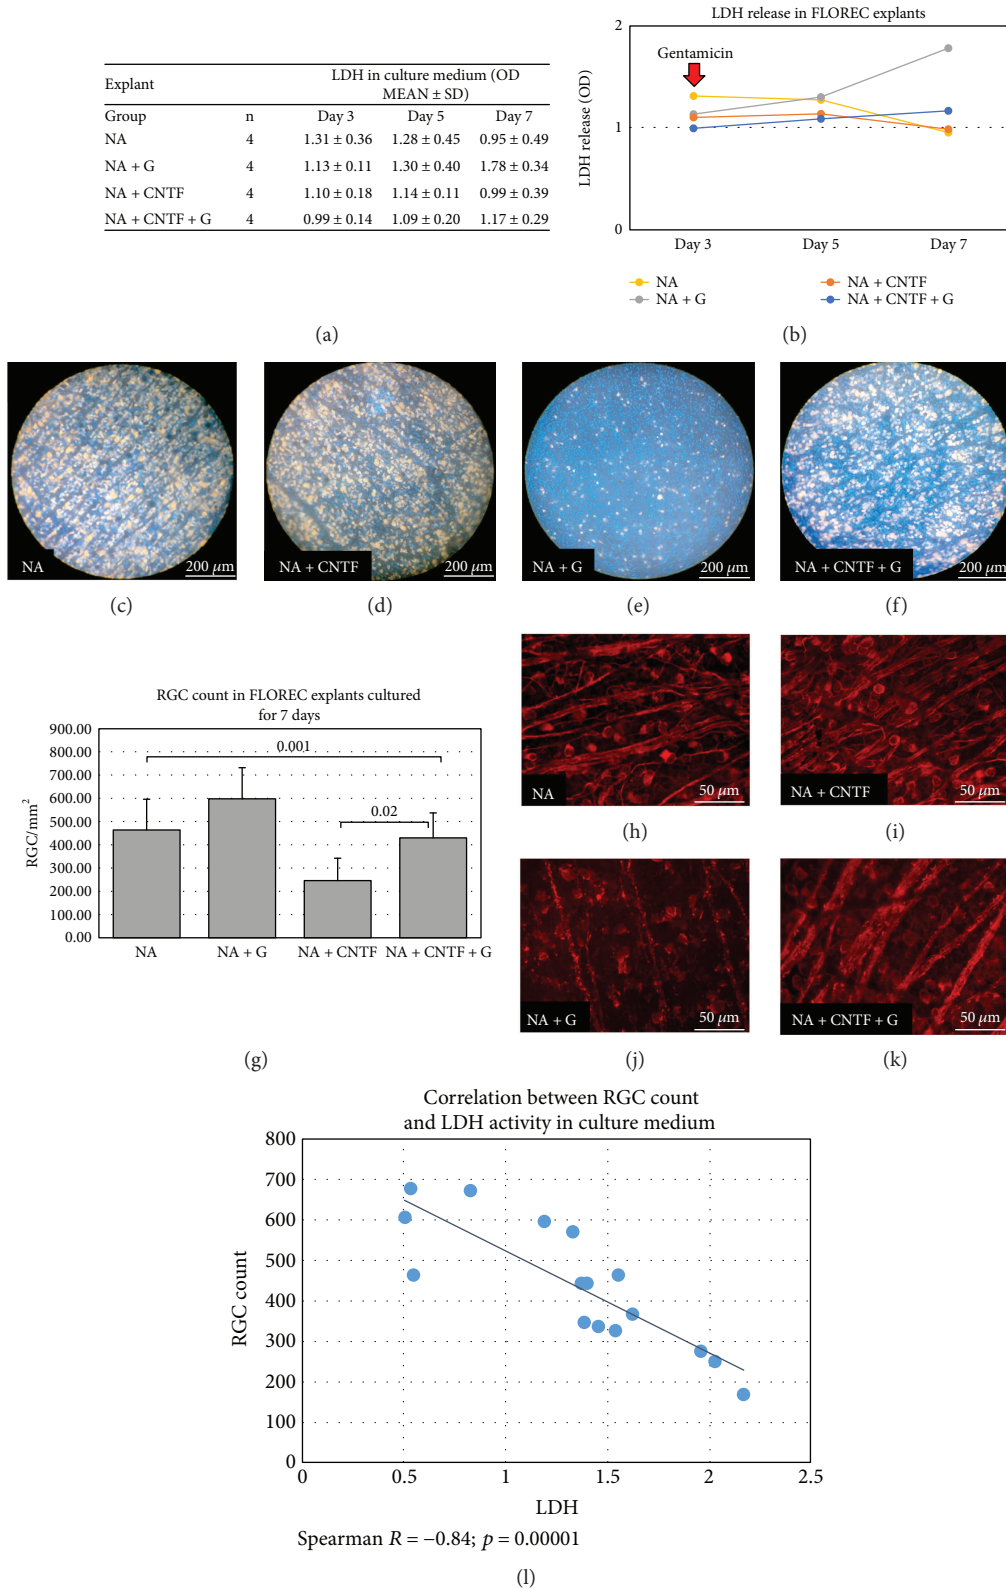 Explant LDH in culture medium (OD
MEAN ± SD)
Group n Day 3 Day 5 Day 7
NA 4 1.31 ± 0.36 1.28 ± 0.45 0.95 ± 0.49
NA + G 4 1.13 ± 0.11 1.30 ± 0.40 1.78 ± 0.34
NA + CNTF 4 1.10 ± 0.18 1.14 ± 0.11 0.99 ± 0.39
NA + CNTF + G 4 0.99 ± 0.14 1.09 ± 0.20 1.17 ± 0.29
(a)
LDH release in FLOREC explants
2
Gentamicin
LDH release (OD)
1
0
Day 3 Day 5 Day 7
NA NA + CNTF
NA + G NA + CNTF + G
(b)
NA 200 μm
NA + CNTF 200 μm
NA + G 200 μm
NA + CNTF + G 200 μm
(c) (d) (e) (f)
RGC count in FLOREC explants cultured
for 7 days
900.00
800.00
700.00
600.00
500.00
400.00
300.00
200.00
100.00
0.00
RGC/mm²
0.001
0.02
NA NA + G NA + CNTF NA + CNTF + G
(g)
NA 50 μm
NA + CNTF 50 μm
(h) (i)
NA + G 50 μm
NA + CNTF + G 50 μm
(j) (k)
Correlation between RGC count
and LDH activity in culture medium
800
700
600
500
400
300
200
100
0
RGC count
0 0.5 1 1.5 2 2.5
LDH
Spearman R = −0.84; p = 0.00001
(l)